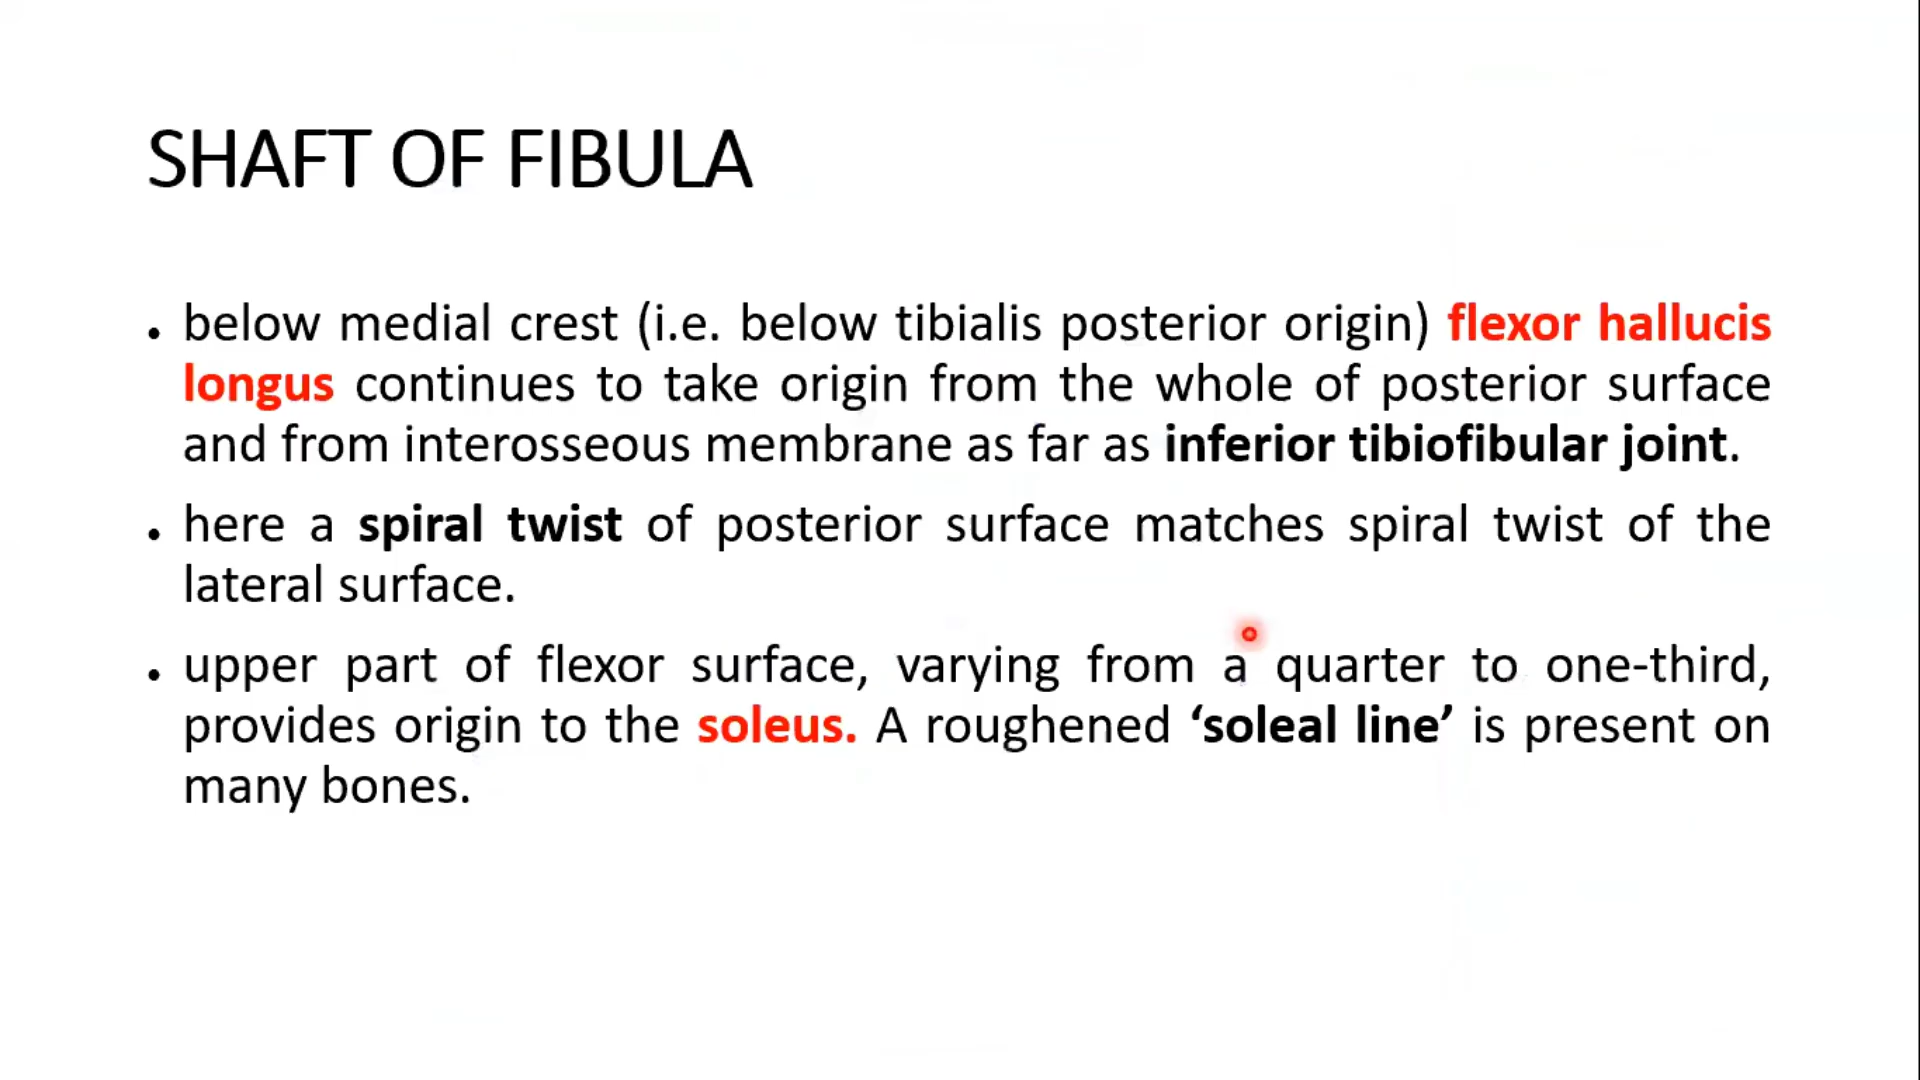 SHAFT OF FIBULA
• below medial crest (i.e. below tibialis posterior origin) flexor hallucis
longus continues to take origin from the whole of posterior surface
and from interosseous membrane as far as inferior tibiofibular joint.
• here a spiral twist of posterior surface matches spiral twist of the
lateral surface.
• upper part of flexor surface, varying from a quarter to one-third,
provides origin to the soleus. A roughened ‘soleal line’ is present on
many bones.